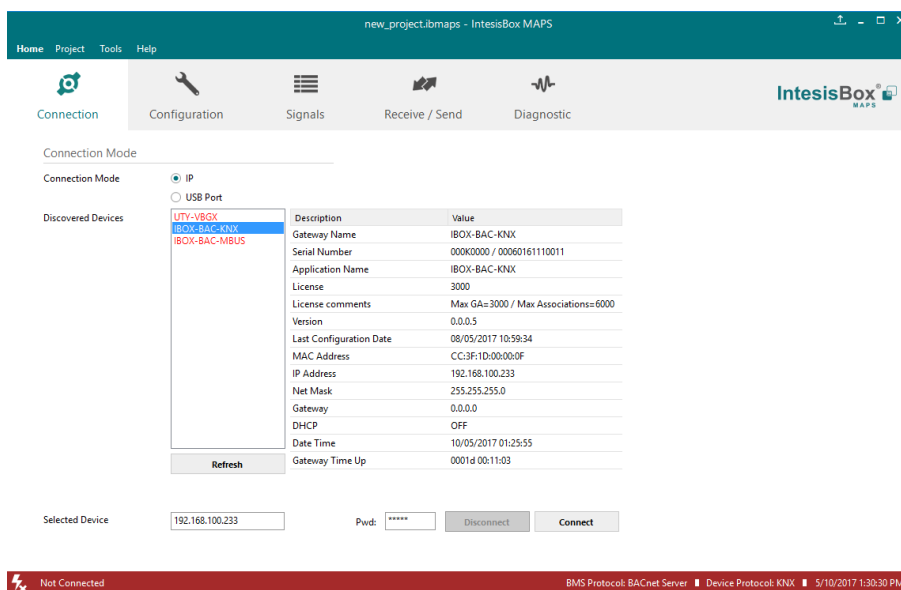 new_project.ibmaps - IntesisBox MAPS
Home Project Tools Help
Connection Configuration Signals Receive / Send Diagnostic
IntesisBox®
MAPS
Connection Mode
Connection Mode IP
USB Port
Discovered Devices
UTY-VBGX
IBOX-BAC-KNX
IBOX-BAC-MBUS
Description Value
Gateway Name IBOX-BAC-KNX
Serial Number 000K0000 / 00060161110011
Application Name IBOX-BAC-KNX
License 3000
License comments Max GA=3000 / Max Associations=6000
Version 0.0.0.5
Last Configuration Date 08/05/2017 10:59:34
MAC Address CC:3F:1D:00:00:0F
IP Address 192.168.100.233
Net Mask 255.255.255.0
Gateway 0.0.0.0
DHCP OFF
Date Time 10/05/2017 01:25:55
Gateway Time Up 0001d 00:11:03
Refresh
Selected Device 192.168.100.233 Pwd: ***** Disconnect Connect
Not Connected BMS Protocol: BACnet Server Device Protocol: KNX 5/10/2017 1:30:30 PM